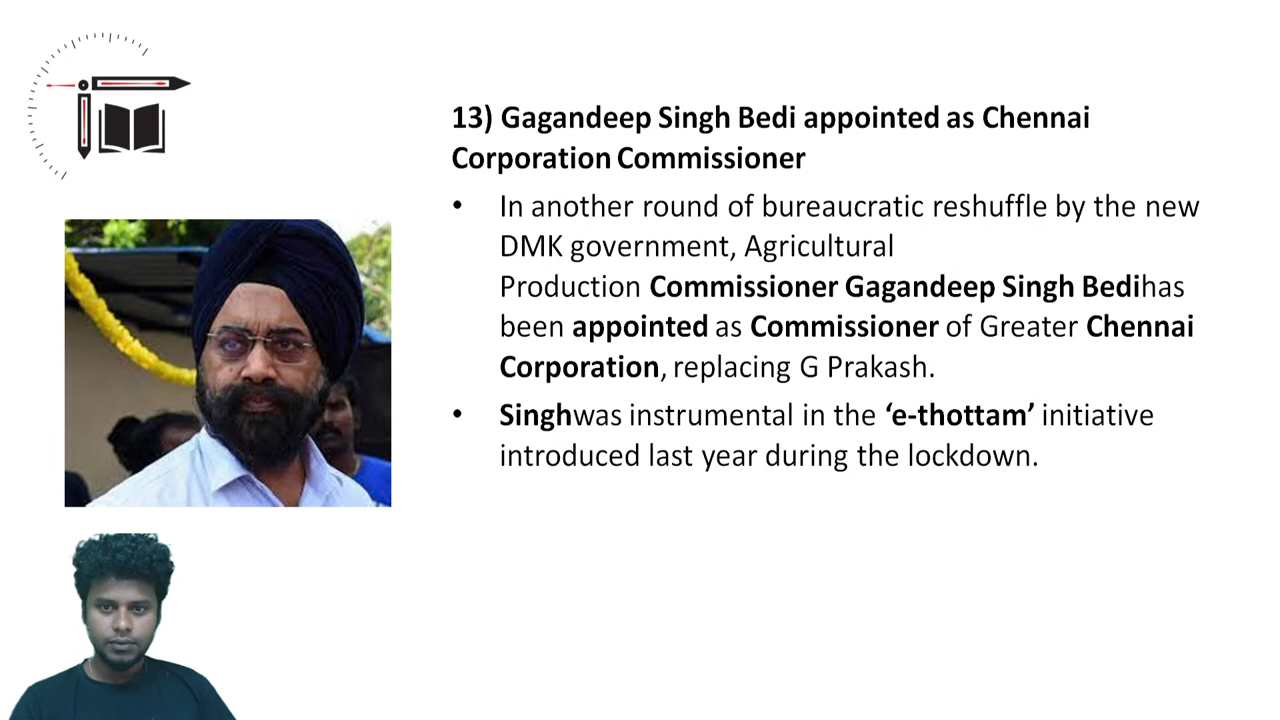 13) Gagandeep Singh Bedi appointed as Chennai
Corporation Commissioner
• In another round of bureaucratic reshuffle by the new
DMK government, Agricultural
Production Commissioner Gagandeep Singh Bedihas
been appointed as Commissioner of Greater Chennai
Corporation, replacing G Prakash.
• Singhwas instrumental in the ‘e-thottam’ initiative
introduced last year during the lockdown.